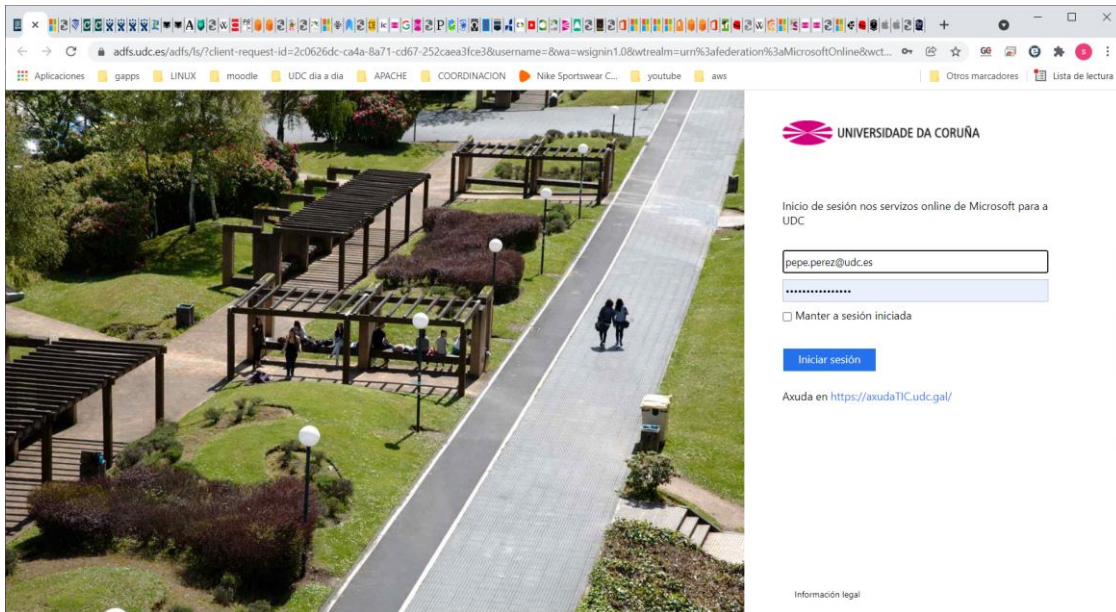 adfs.udc.es/adfs/ls/?client-request-id=2c0626dc-ca4a-8a71-cd67-252caea3fce3&username=&wa=wsignin1.0&wtrealm=urn%3afederation%3aMicrosoftOnline&wct...
Aplicaciones gapps LINUX moodle UDC dia a dia APACHE COORDINACION Nike Sportswear C... youtube aws Otros marcadores Lista de lectura
UNIVERSIDADE DA CORUÑA
Inicio de sesión nos servizos online de Microsoft para a
UDC
pepe.perez@udc.es
Manter a sesión iniciada
Iniciar sesión
Axuda en https://axudaTIC.udc.gal/
Información legal